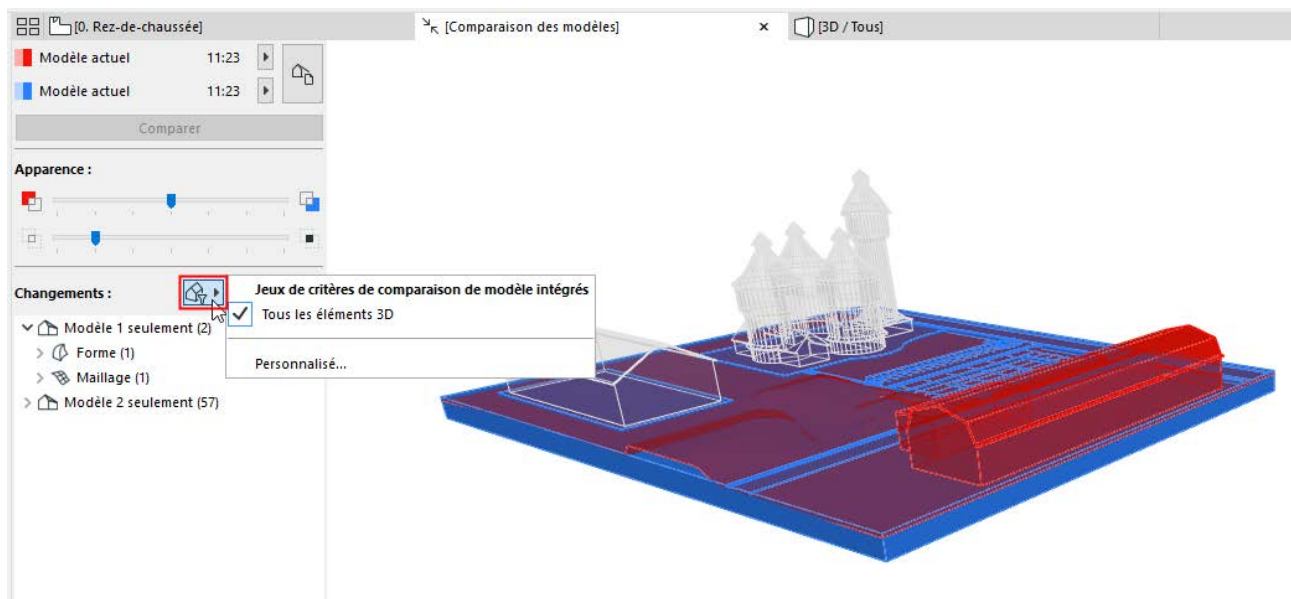 [0. Rez-de-chaussée]
[Comparaison des modèles]
[3D / Tous]
Modèle actuel 11:23
Modèle actuel 11:23
Comparer
Apparence :
Changements :
Jeux de critères de comparaison de modèle intégrés
Tous les éléments 3D
Personnalisé...
Modèle 1 seulement (2)
Forme (1)
Maillage (1)
Modèle 2 seulement (57)